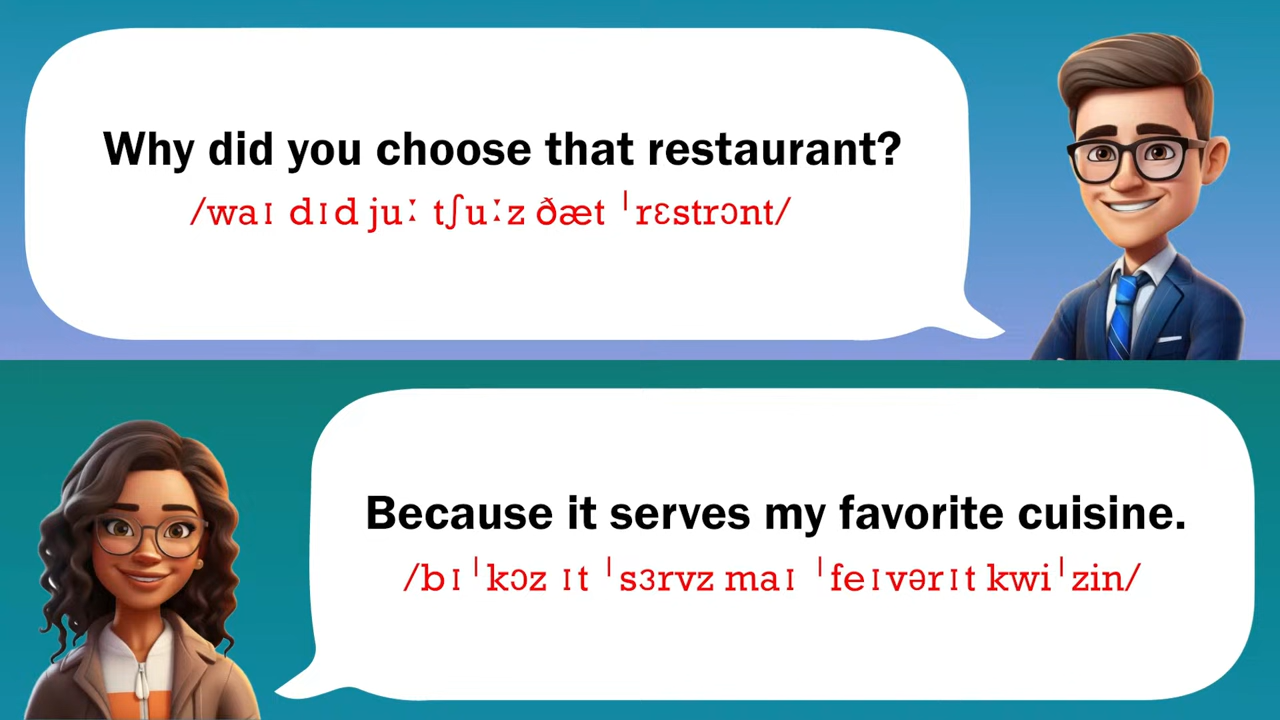 Why did you choose that restaurant?
/waɪ dɪd juː tʃuːz ðæt ˈrɛstrɔnt/
Because it serves my favorite cuisine.
/bɪˈkɔz ɪt ˈsɜrvz maɪ ˈfeɪvərɪt kwiˈzin/